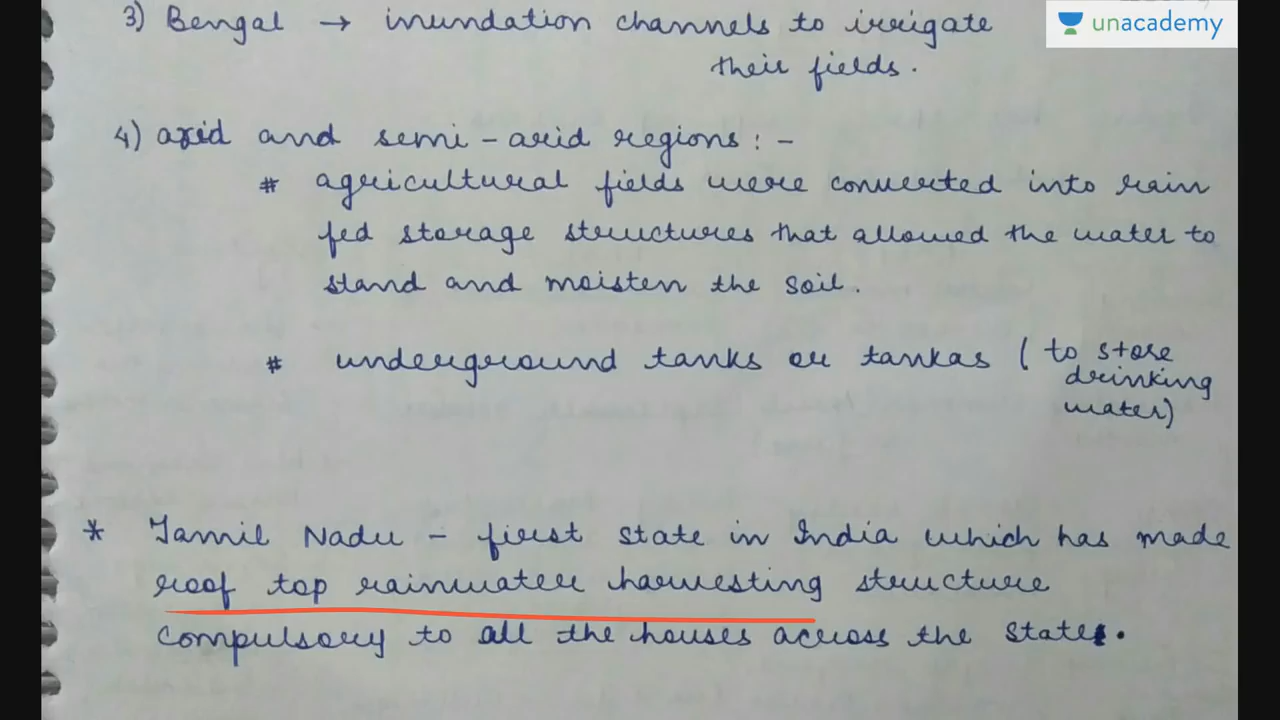 unacademy
3) Bengal → inundation channels to irrigate
their fields.
4) arid and semi-arid regions:-
# agricultural fields were converted into rain
fed storage structures that allowed the water to
stand and moisten the soil.
# underground tanks or tankas (to store
drinking
water)
* Tamil Nadu - first state in India which has made
roof top rainwater harvesting structure
compulsory to all the houses across the state.